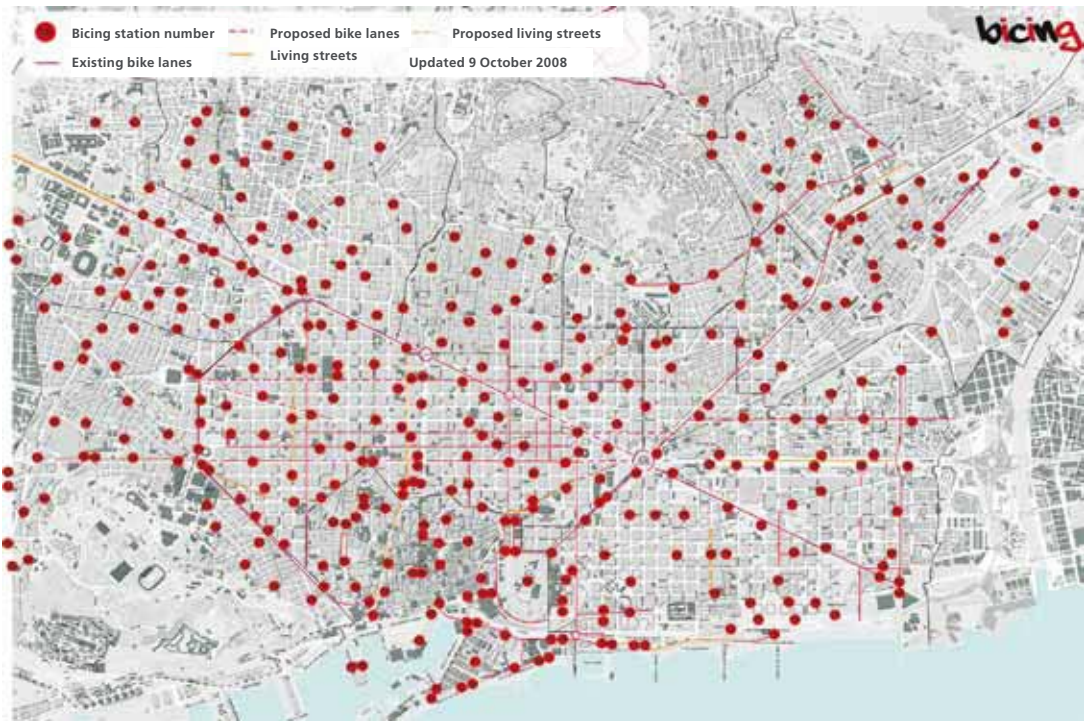 Bicing station number
Proposed bike lanes
Proposed living streets
Existing bike lanes
Living streets
Updated 9 October 2008
bicing